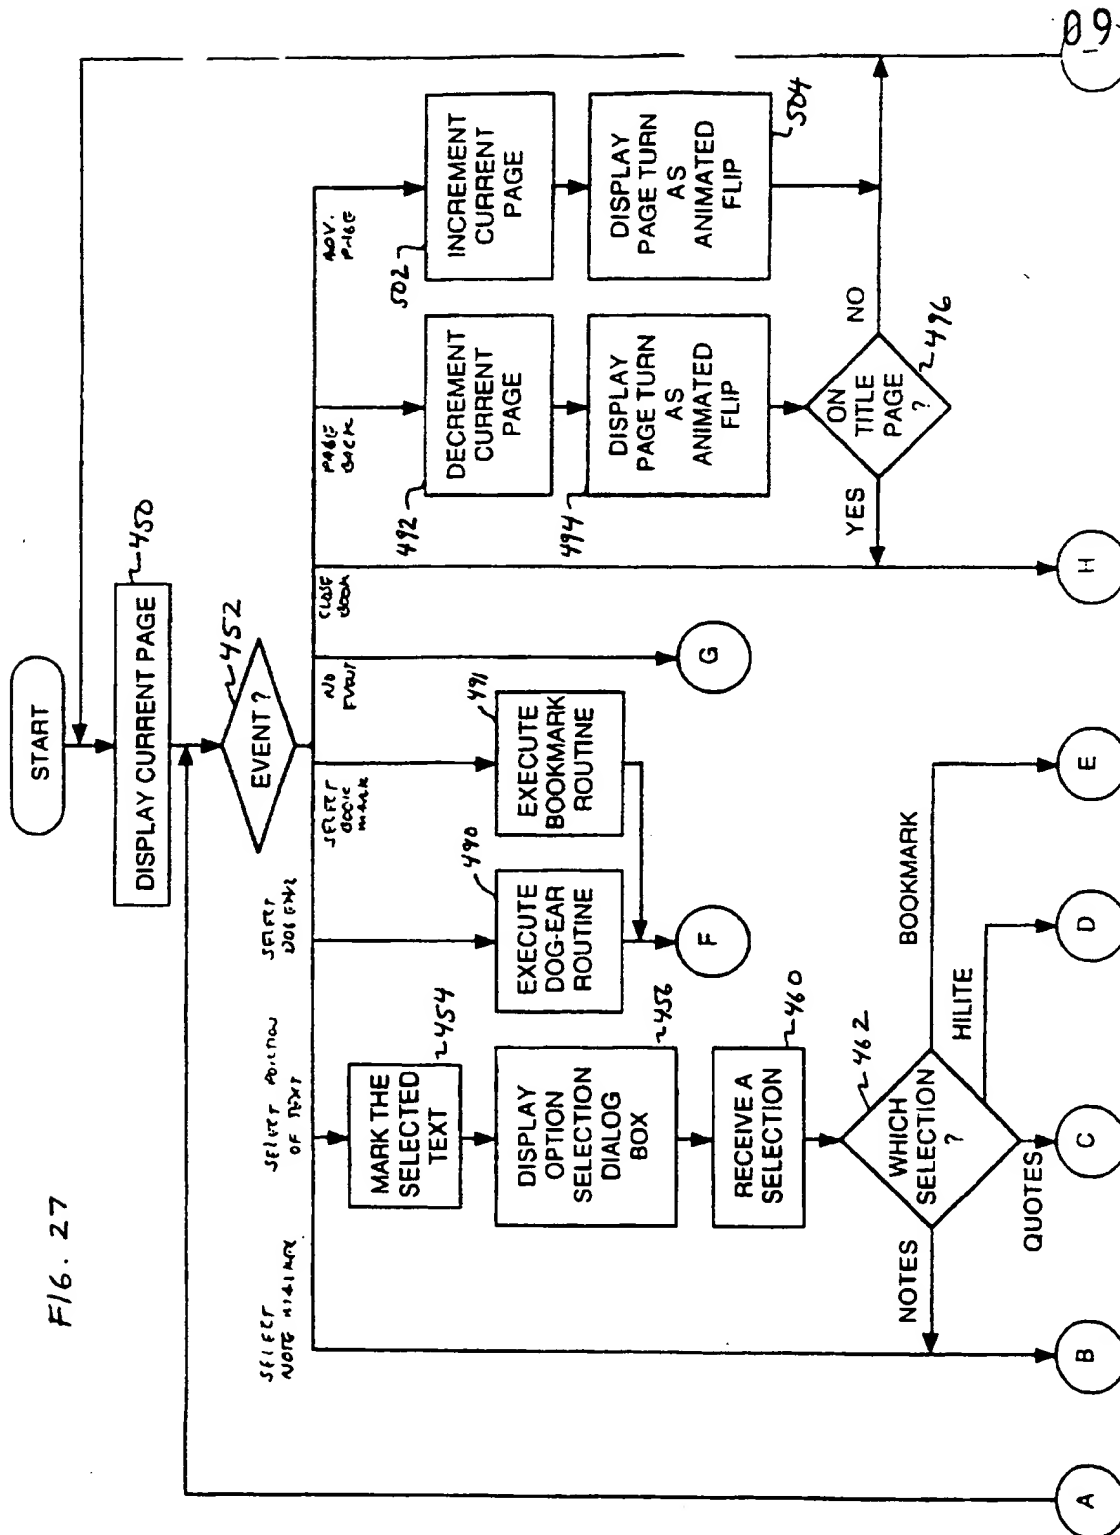 FIG. 27
START
DISPLAY CURRENT PAGE
450
EVENT ?
452
SELECT
NOTE
SELECT PORTION
OF TEXT
SELECT
DOG EAR
SELECT
BOOK
MARK
NO
EVENT
CLOSE
BOOK
PAGE
BACK
ADV.
PAGE
MARK THE
SELECTED
TEXT
454
DISPLAY
OPTION
SELECTION
DIALOG
BOX
456
RECEIVE A
SELECTION
460
WHICH
SELECTION
?
462
NOTES
QUOTES
HILITE
BOOKMARK
EXECUTE
DOG-EAR
ROUTINE
490
EXECUTE
BOOKMARK
ROUTINE
491
DECREMENT
CURRENT
PAGE
492
DISPLAY
PAGE TURN
AS
ANIMATED
FLIP
494
ON
TITLE
PAGE
?
496
YES
NO
INCREMENT
CURRENT
PAGE
502
DISPLAY
PAGE TURN
AS
ANIMATED
FLIP
504
A
B
C
D
E
F
G
H
09